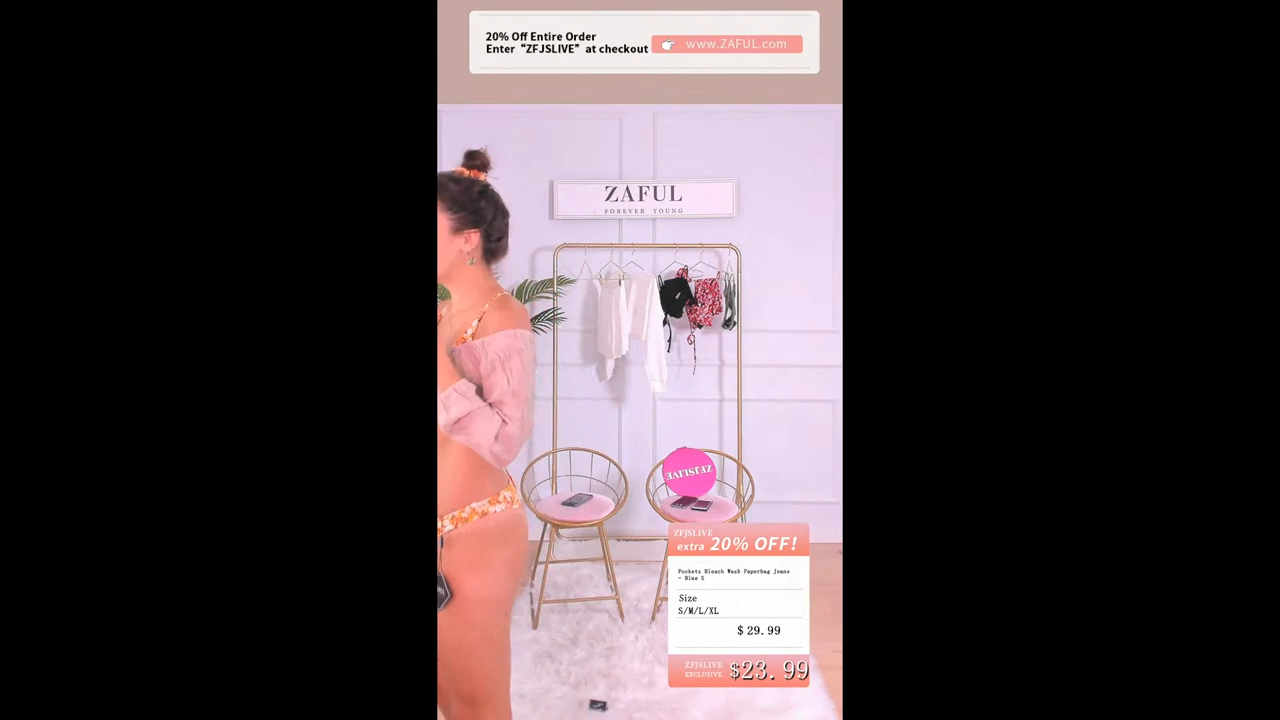 20% Off Entire Order
Enter “ZFJSLIVE” at checkout
www.ZAFUL.com
ZAFUL
FOREVER YOUNG
ZFJSLIVE
ZFJSLIVE
extra 20% OFF!
Pockets Bleach Wash Paperbag Jeans
- Blue S
Size
S/M/L/XL
$ 29.99
ZFJSLIVE
EXCLUSIVE
$23.99